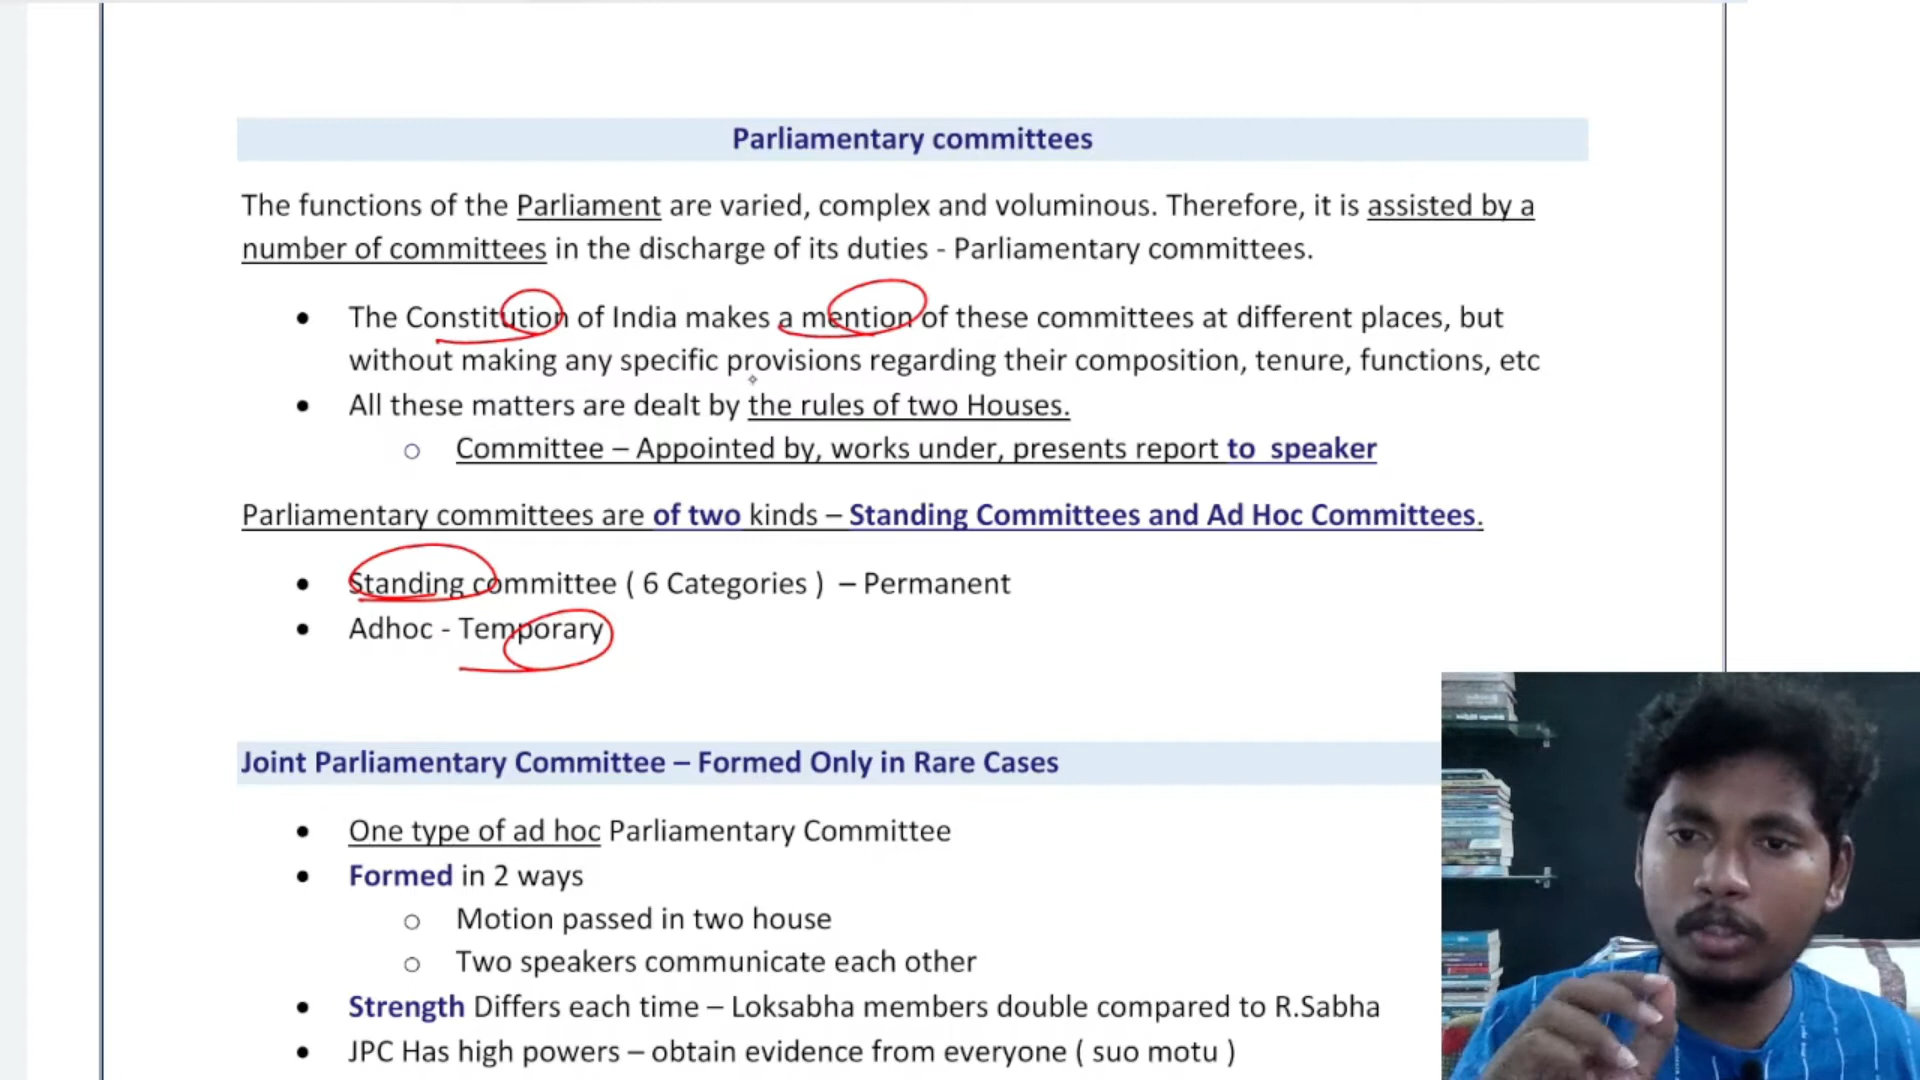 Parliamentary committees
The functions of the Parliament are varied, complex and voluminous. Therefore, it is assisted by a
number of committees in the discharge of its duties - Parliamentary committees.
• The Constitution of India makes a mention of these committees at different places, but
without making any specific provisions regarding their composition, tenure, functions, etc
• All these matters are dealt by the rules of two Houses.
o Committee – Appointed by, works under, presents report to speaker
Parliamentary committees are of two kinds – Standing Committees and Ad Hoc Committees.
• Standing committee ( 6 Categories ) – Permanent
• Adhoc - Temporary
Joint Parliamentary Committee – Formed Only in Rare Cases
• One type of ad hoc Parliamentary Committee
• Formed in 2 ways
o Motion passed in two house
o Two speakers communicate each other
• Strength Differs each time – Loksabha members double compared to R.Sabha
• JPC Has high powers – obtain evidence from everyone ( suo motu )